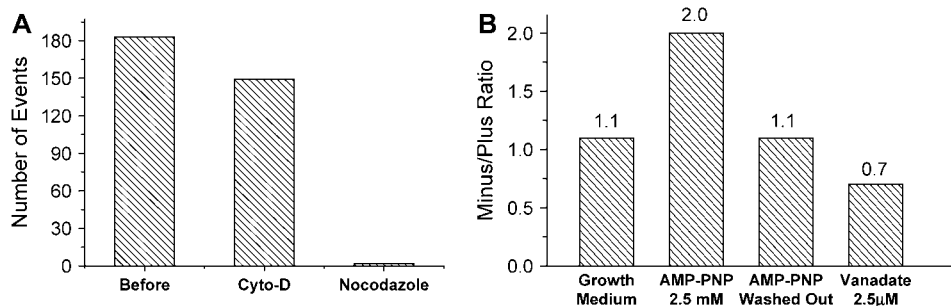 A
Number of Events
180
150
120
90
60
30
0
Before Cyto-D Nocodazole
B
Minus/Plus Ratio
2.0
1.5
1.0
0.5
0.0
1.1
2.0
1.1
0.7
Growth Medium
AMP-PNP 2.5 mM
AMP-PNP Washed Out
Vanadate 2.5μM